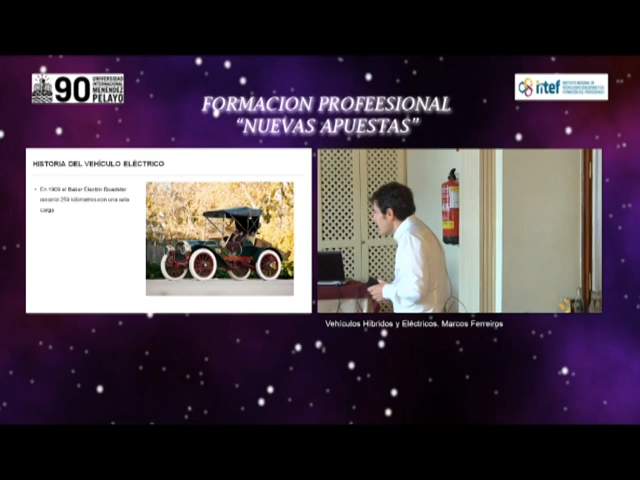 90
UNIVERSIDAD
INTERNACIONAL
MENÉNDEZ
PELAYO
intef
FORMACION PROFEESIONAL
“NUEVAS APUESTAS”
HISTORIA DEL VEHÍCULO ELÉCTRICO
En 1909 el Baker Electric Roadster
recorrió 258 kilómetros con una sola
carga
Vehículos Híbridos y Eléctricos. Marcos Ferreiros